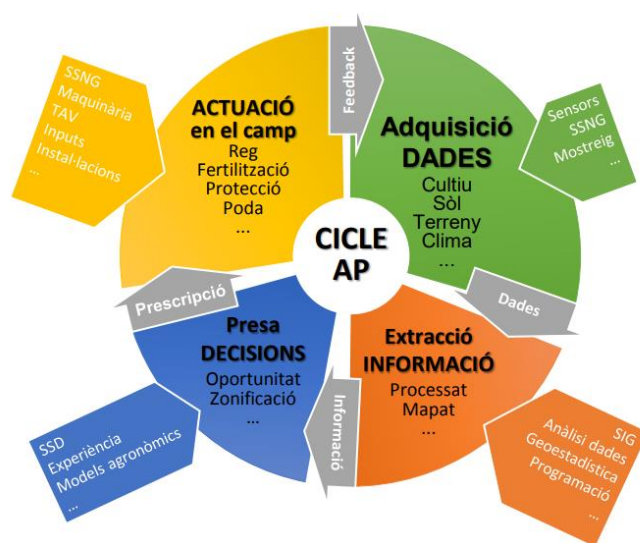 SSNG
Maquinària
TAV
Inputs
Instal·lacions
...
ACTUACIÓ
en el camp
Reg
Fertilització
Protecció
Poda
...
Feedback
Adquisició
DADES
Cultiu
Sòl
Terreny
Clima
...
Sensors
SSNG
Mostreig
...
CICLE
AP
Prescripció
Dades
Presa
DECISIONS
Oportunitat
Zonificació
...
Informació
Extracció
INFORMACIÓ
Processat
Mapat
...
SSD
Experiència
Models agronòmics
...
SIG
Anàlisi dades
Geoestadística
Programació
...